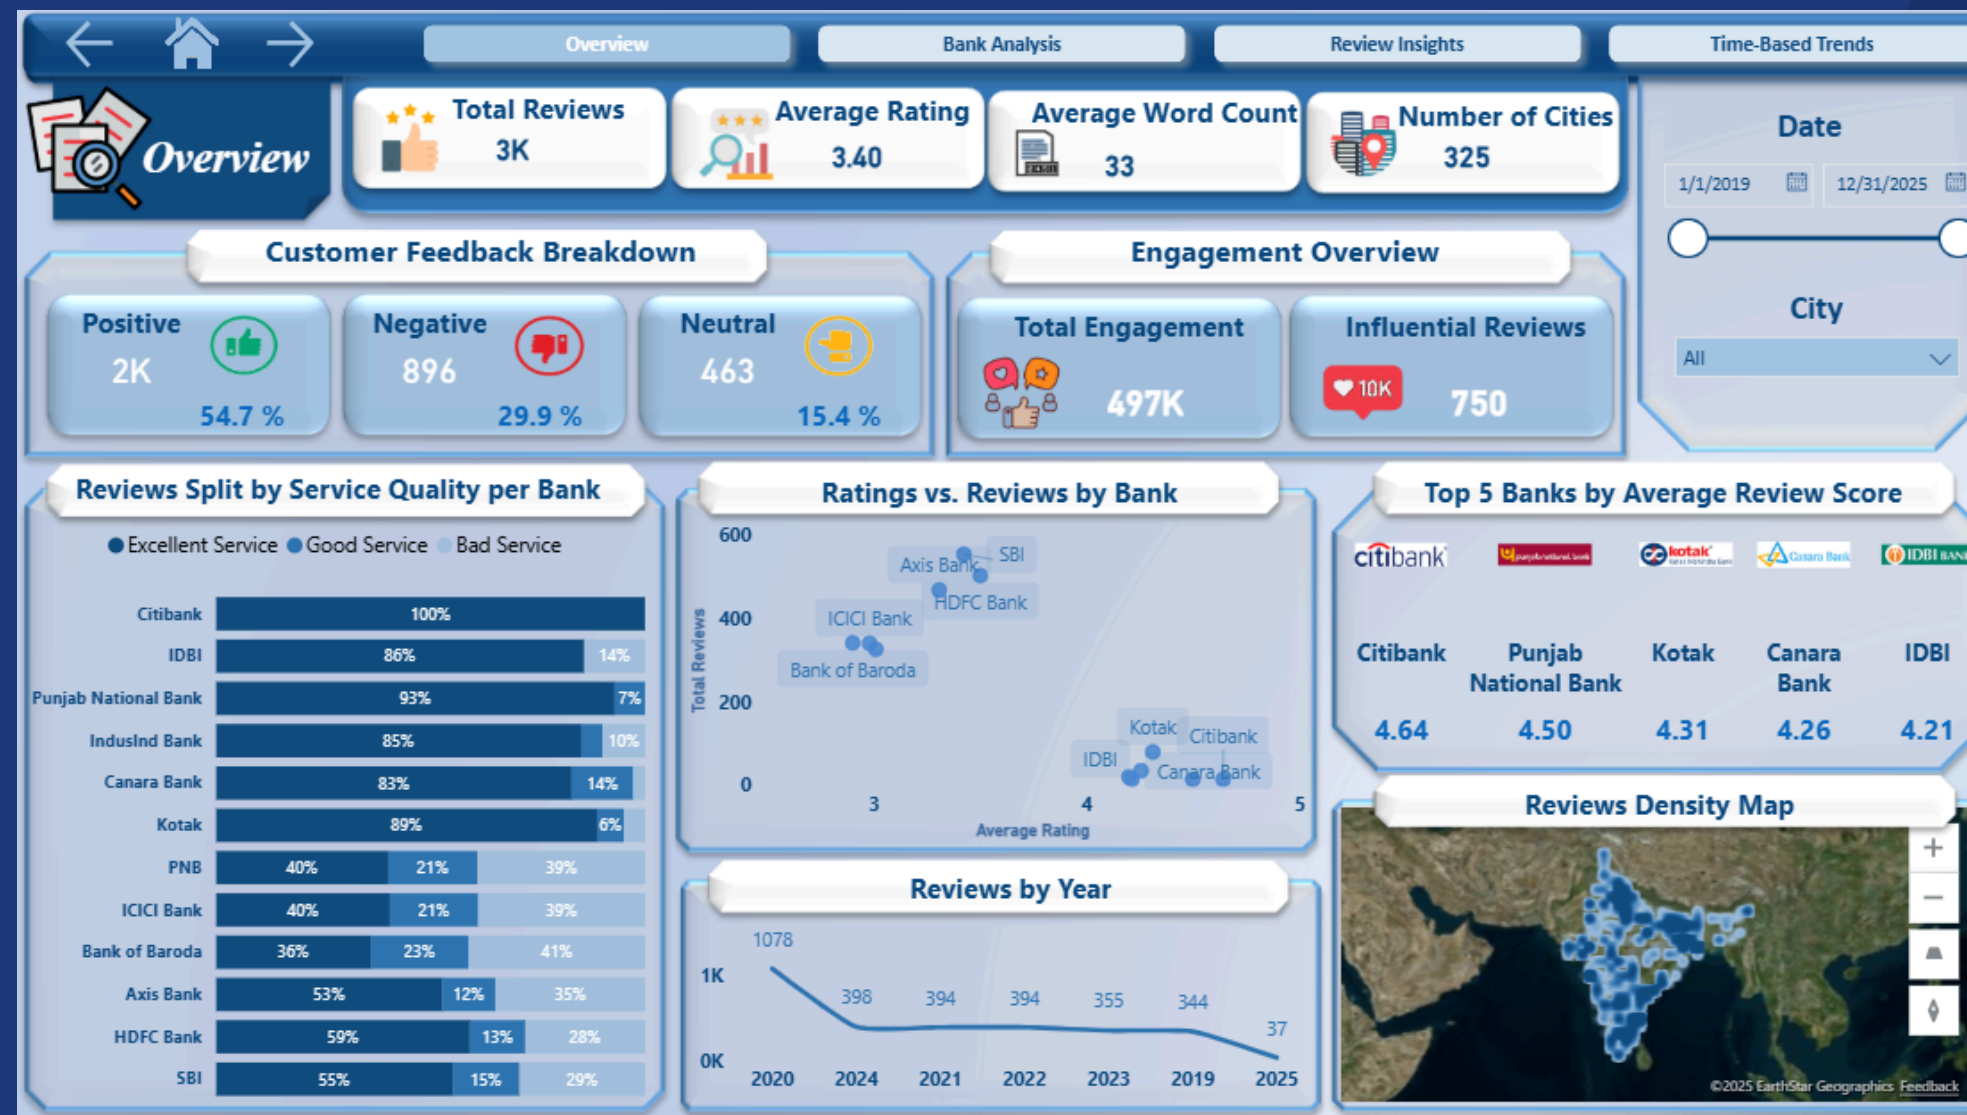 Overview
Bank Analysis
Review Insights
Time-Based Trends
Overview
Total Reviews
3K
Average Rating
3.40
Average Word Count
33
Number of Cities
325
Date
1/1/2019
12/31/2025
City
All
Customer Feedback Breakdown
Positive
2K
54.7 %
Negative
896
29.9 %
Neutral
463
15.4 %
Engagement Overview
Total Engagement
497K
Influential Reviews
10K
750
Reviews Split by Service Quality per Bank
Excellent Service Good Service Bad Service
Citibank 100%
IDBI 86% 14%
Punjab National Bank 93% 7%
IndusInd Bank 85% 10%
Canara Bank 83% 14%
Kotak 89% 6%
PNB 40% 21% 39%
ICICI Bank 40% 21% 39%
Bank of Baroda 36% 23% 41%
Axis Bank 53% 12% 35%
HDFC Bank 59% 13% 28%
SBI 55% 15% 29%
Ratings vs. Reviews by Bank
600
400
200
0
Total Reviews
SBI
Axis Bank
HDFC Bank
ICICI Bank
Bank of Baroda
Kotak
Citibank
IDBI
Canara Bank
3 4 5
Average Rating
Reviews by Year
1K
0K
1078 398 394 394 355 344 37
2020 2024 2021 2022 2023 2019 2025
Top 5 Banks by Average Review Score
citibank
punjab national bank
kotak
Canara Bank
IDBI BANK
Citibank
Punjab
National Bank
Kotak
Canara
Bank
IDBI
4.64 4.50 4.31 4.26 4.21
Reviews Density Map
©2025 EarthStar Geographics Feedback